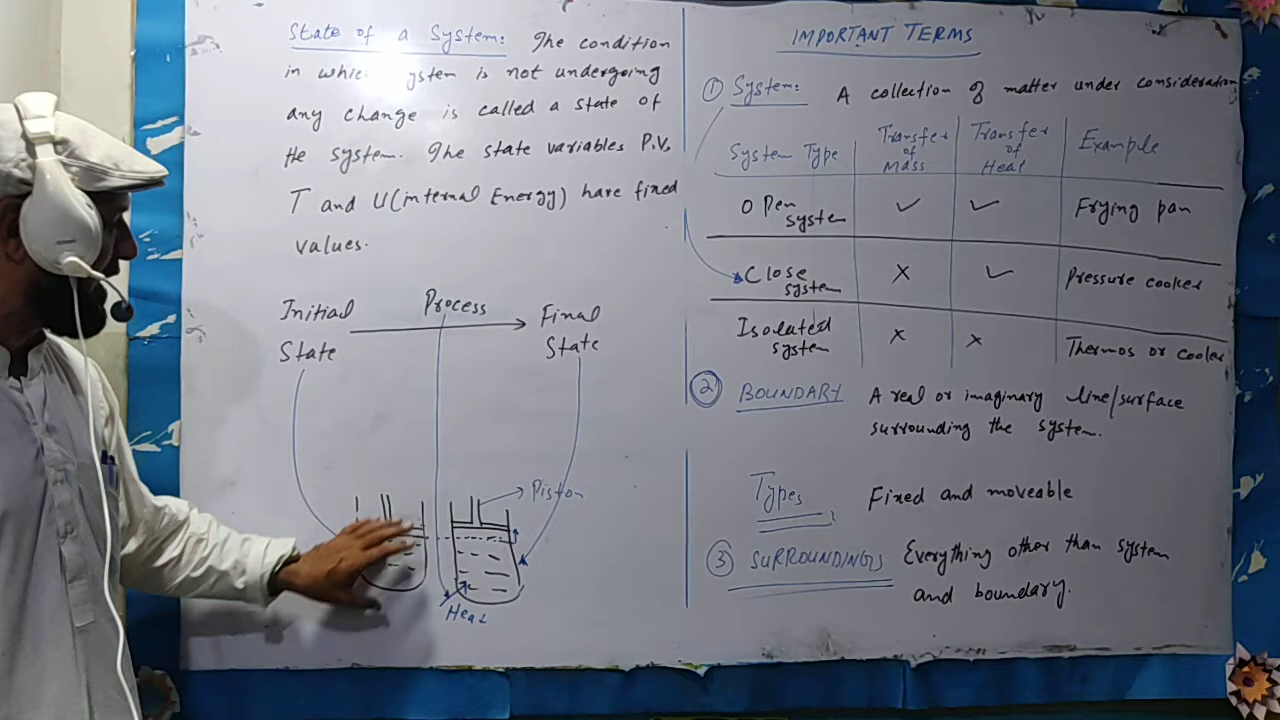 State of a System: The condition
in whic ystem is not undergoing
any change is called a state of
the system. The state variables P.V,
T and U(internal Energy) have fixed
values.
Initial
State
Process
Final
State
Piston
Heat
IMPORTANT TERMS
① System: A collection of matter under consideration
System Type
Transfer
of
Mass
Transfer
of
Heat
Example
Open
system
✓ ✓ Frying pan
Close
system
× ✓ Pressure cooker
Isolated
system
× × Thermos or cooler
② BOUNDARY A real or imaginary line/surface
surrounding the system.
Types Fixed and moveable
③ SURROUNDINGS Everything other than system
and boundary.